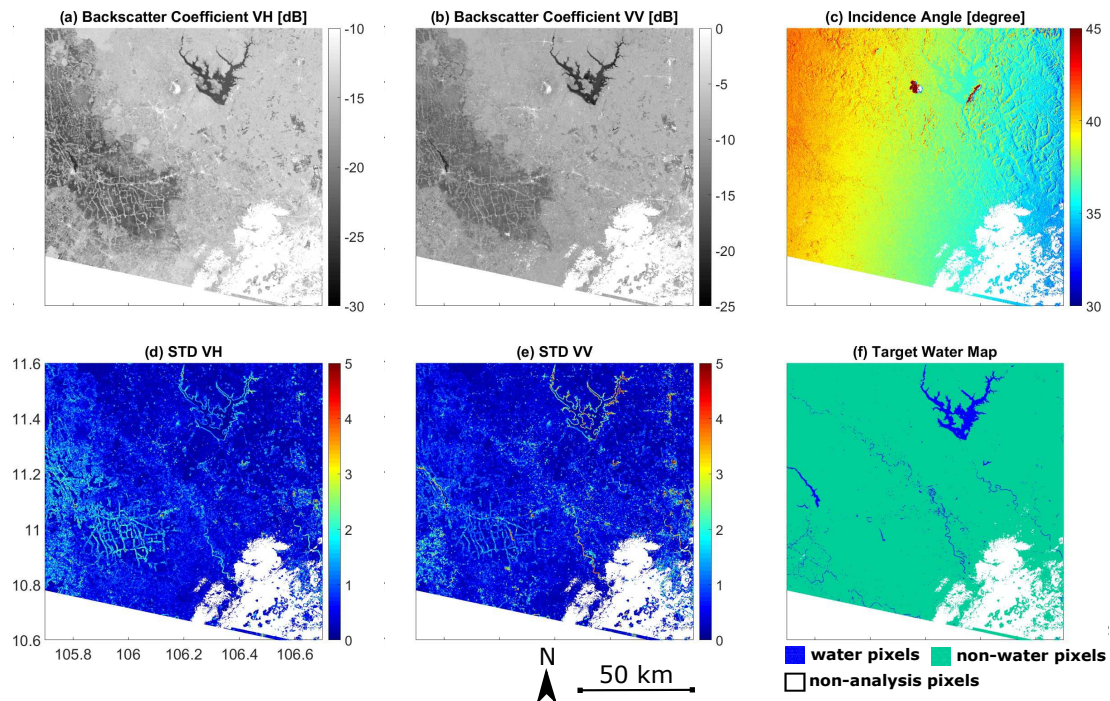 (a) Backscatter Coefficient VH [dB]
(b) Backscatter Coefficient VV [dB]
(c) Incidence Angle [degree]
-10
-15
-20
-25
-30
0
-5
-10
-15
-20
-25
45
40
35
30
(d) STD VH
(e) STD VV
(f) Target Water Map
11.6
11.4
11.2
11
10.8
10.6
105.8 106 106.2 106.4 106.6
5
4
3
2
1
0
5
4
3
2
1
0
N
50 km
water pixels
non-water pixels
non-analysis pixels